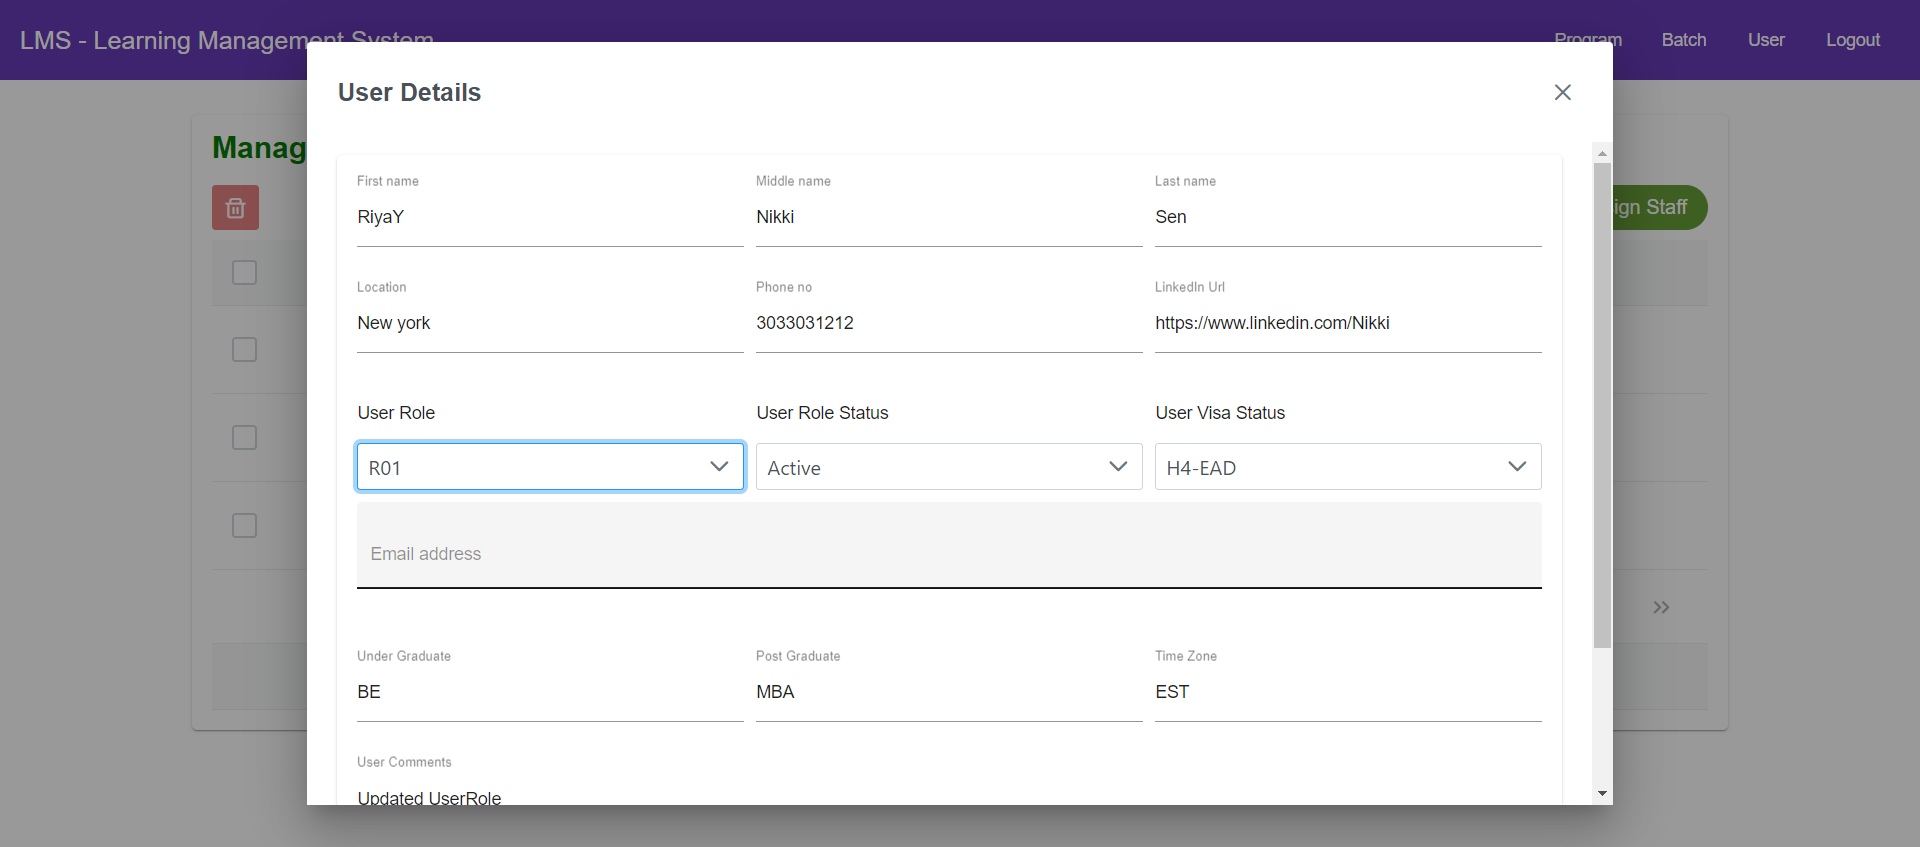 LMS - Learning Management System
Program Batch User Logout
User Details
Manag
ign Staff
First name Middle name Last name
RiyaY Nikki Sen
Location Phone no LinkedIn Url
New york 3033031212 https://www.linkedin.com/Nikki
User Role User Role Status User Visa Status
R01 Active H4-EAD
Email address
Under Graduate Post Graduate Time Zone
BE MBA EST
User Comments
Updated UserRole